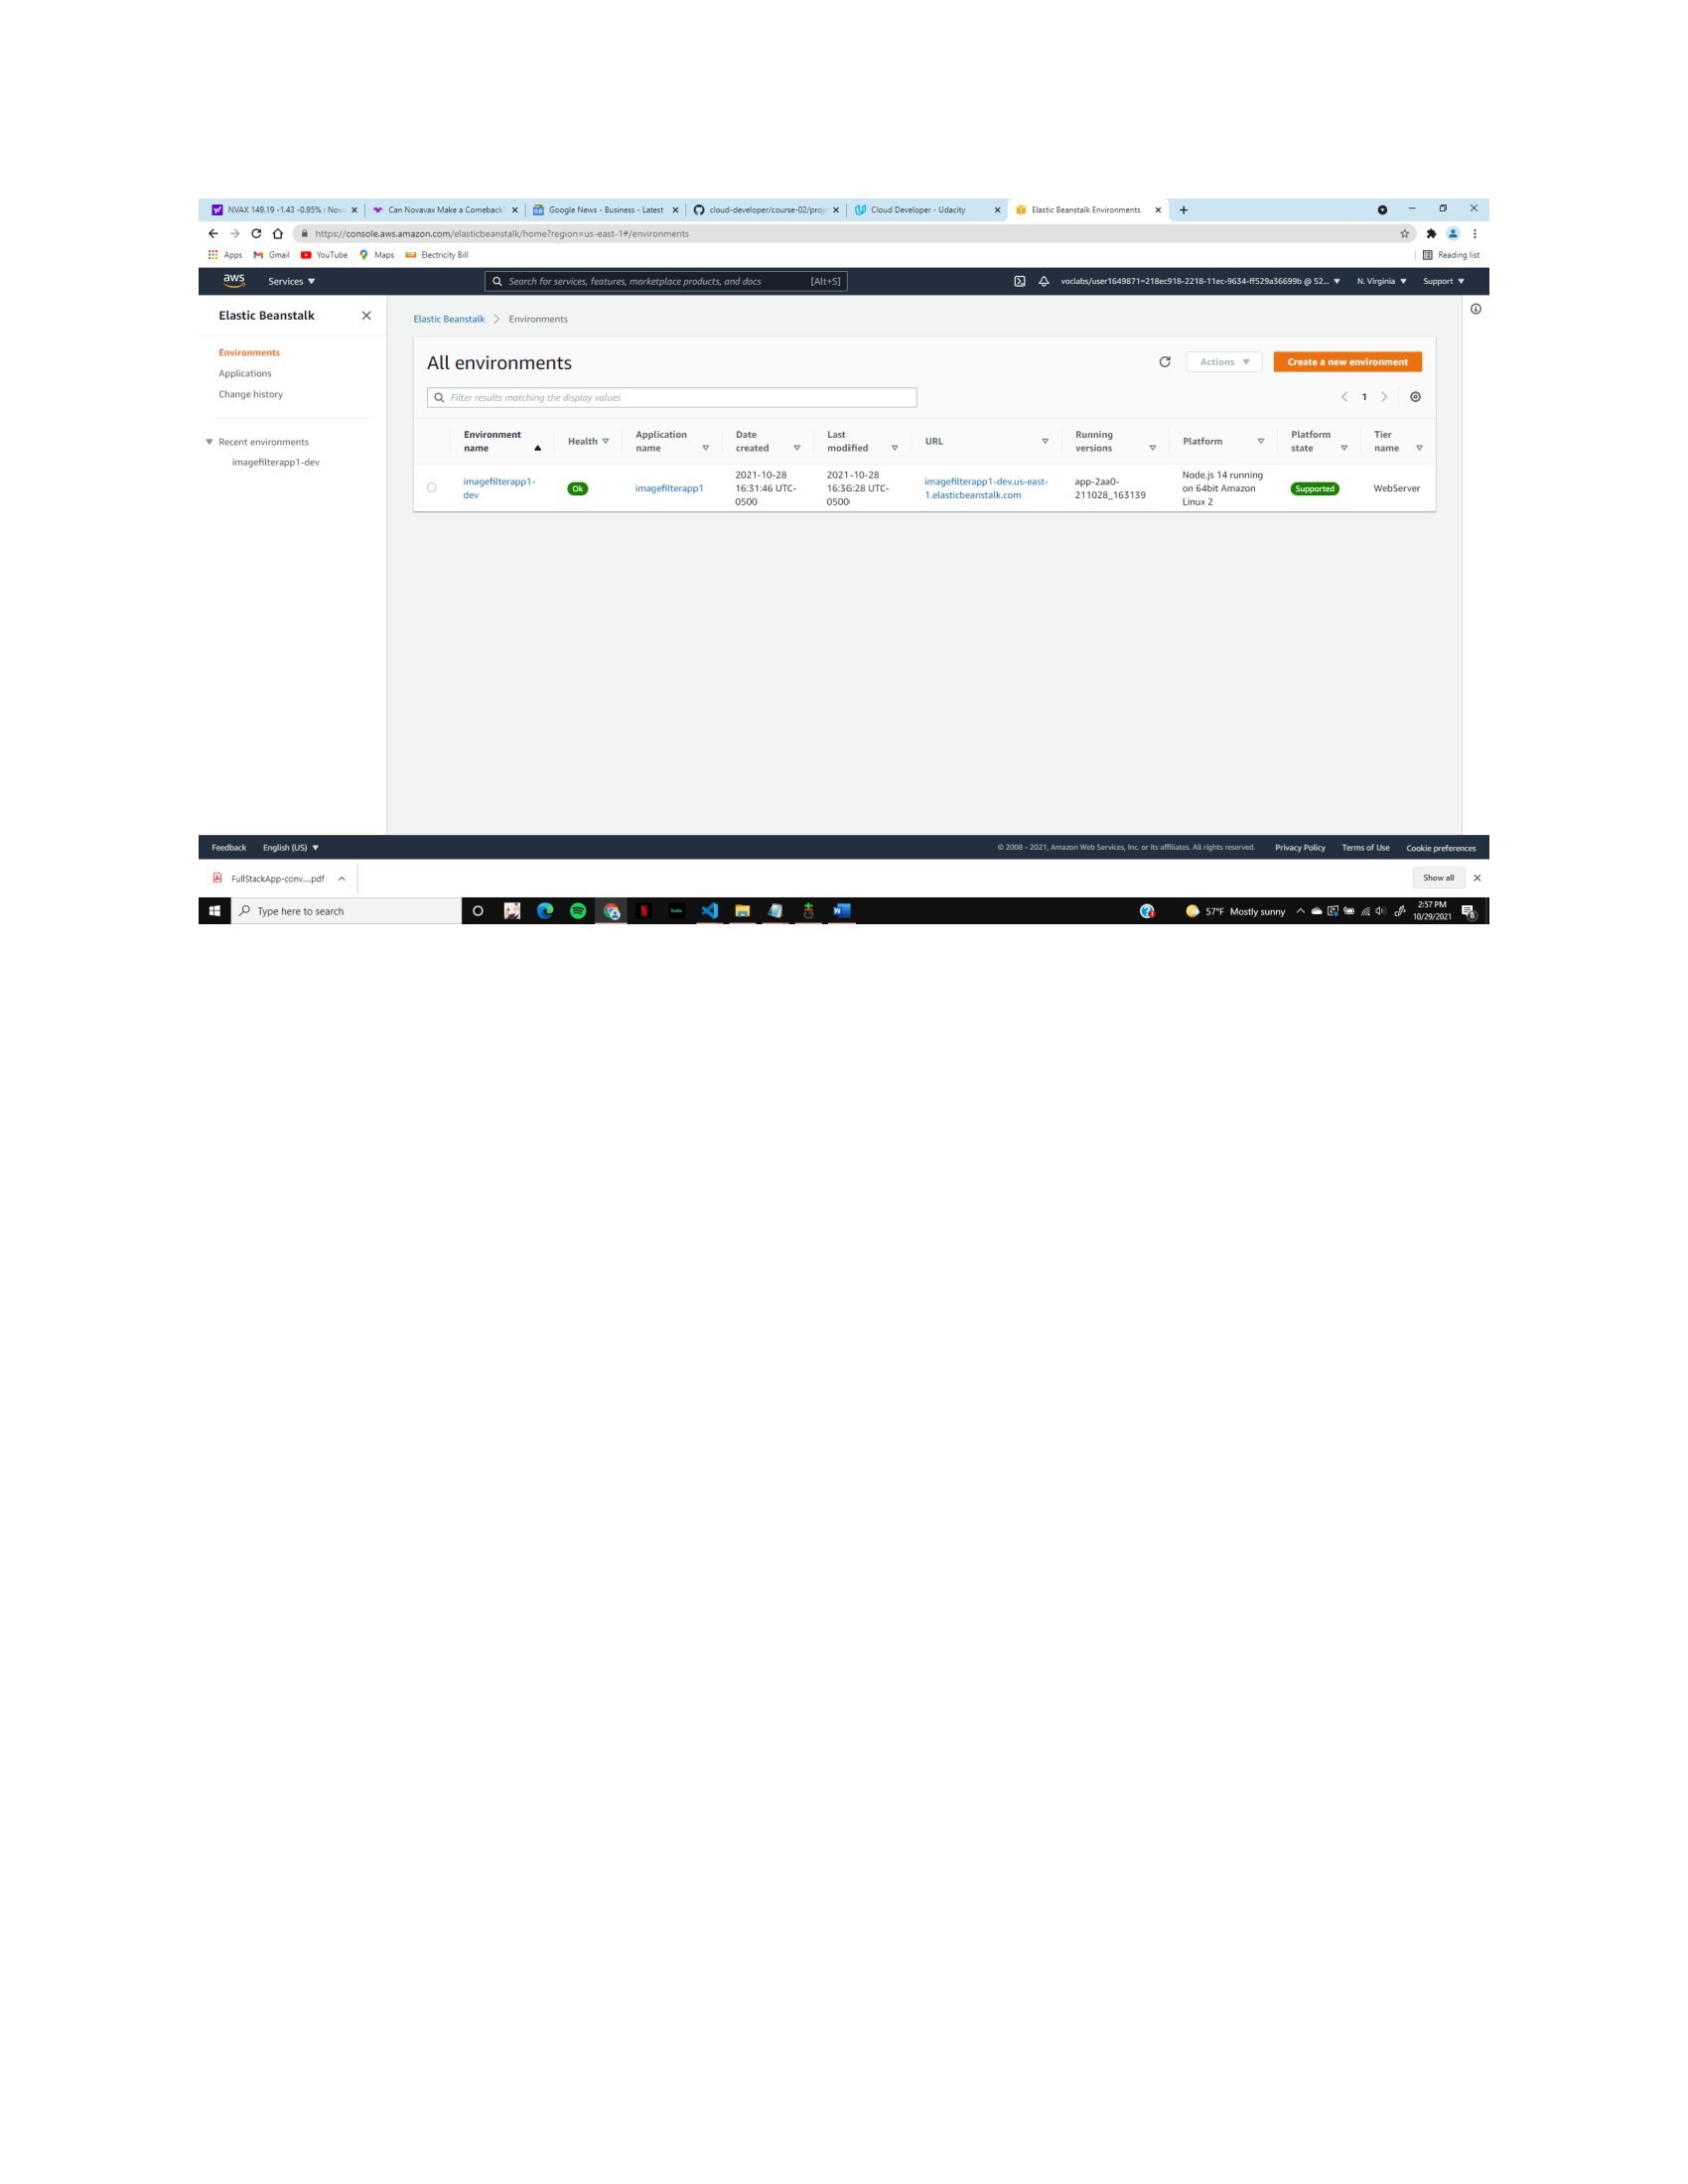 NVAX 149.19 -1.43 -0.95% : Nov
Can Novavax Make a Comeback
Google News - Business - Latest
cloud-developer/course-02/proj
Cloud Developer - Udacity
Elastic Beanstalk Environments
https://console.aws.amazon.com/elasticbeanstalk/home?region=us-east-1#/environments
Apps Gmail YouTube Maps Electricity Bill Reading list
aws Services Search for services, features, marketplace products, and docs [Alt+S] voclabs/user1649871=218ec918-2218-11ec-9634-ff529a36699b @ 52... N. Virginia Support
Elastic Beanstalk
Environments
Applications
Change history
Recent environments
imagefilterapp1-dev
Elastic Beanstalk > Environments
All environments
Actions Create a new environment
Filter results matching the display values
1
Environment name
Health
Application name
Date created
Last modified
URL
Running versions
Platform
Platform state
Tier name
imagefilterapp1-
dev
Ok
imagefilterapp1
2021-10-28
16:31:46 UTC-
0500
2021-10-28
16:36:28 UTC-
0500
imagefilterapp1-dev.us-east-
1.elasticbeanstalk.com
app-2aa0-
211028_163139
Node.js 14 running
on 64bit Amazon
Linux 2
Supported
WebServer
Feedback English (US) © 2008 - 2021, Amazon Web Services, Inc. or its affiliates. All rights reserved. Privacy Policy Terms of Use Cookie preferences
FullStackApp-conv....pdf Show all
Type here to search
57°F Mostly sunny
2:57 PM
10/29/2021